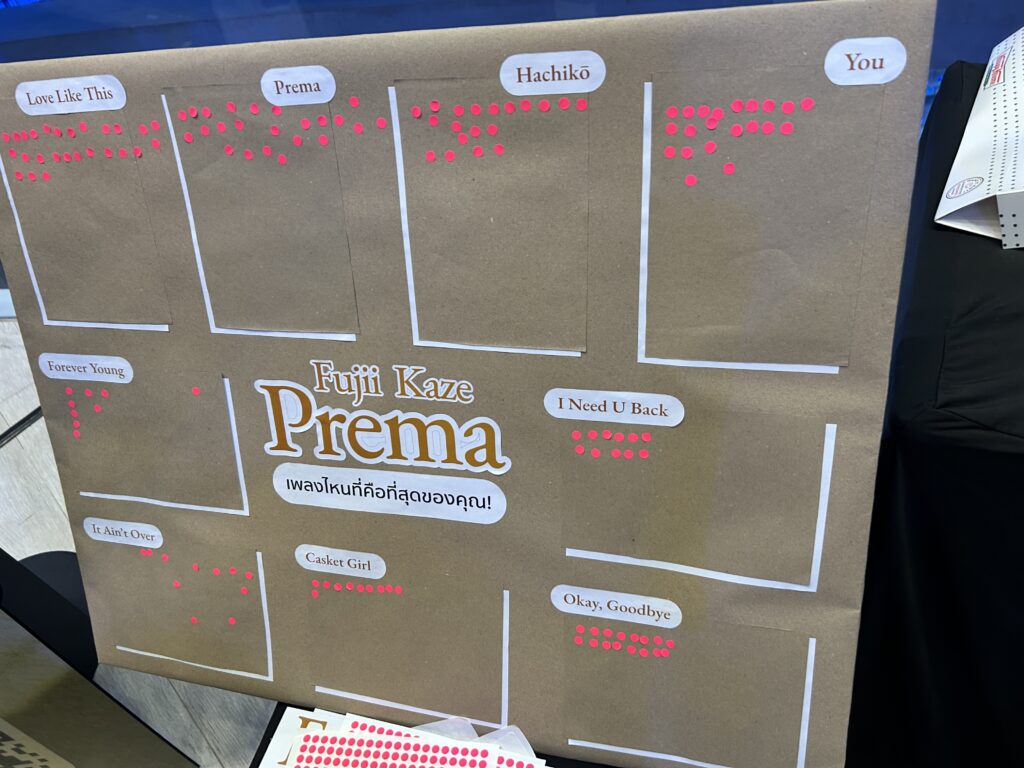 Love Like This
Prema
Hachikō
You
Forever Young
Fujii Kaze
Prema
เพลงไหนที่คือที่สุดของคุณ!
I Need U Back
It Ain't Over
Casket Girl
Okay, Goodbye